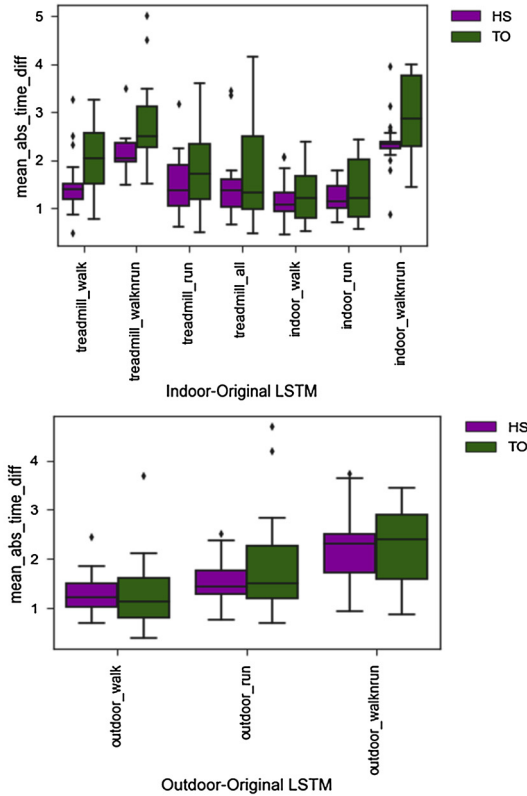 HS
TO
mean_abs_time_diff
5
4
3
2
1
treadmill_walk
treadmill_walknrun
treadmill_run
treadmill_all
indoor_walk
indoor_run
indoor_walknrun
Indoor-Original LSTM
HS
TO
mean_abs_time_diff
4
3
2
1
outdoor_walk
outdoor_run
outdoor_walknrun
Outdoor-Original LSTM